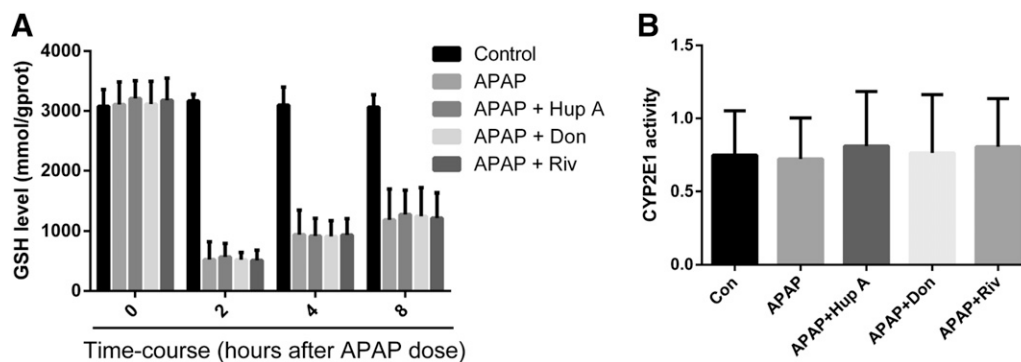 A
GSH level (mmol/gprot)
4000
3000
2000
1000
0
0
2
4
8
Time-course (hours after APAP dose)
Control
APAP
APAP + Hup A
APAP + Don
APAP + Riv
B
CYP2E1 activity
1.5
1.0
0.5
0.0
Con
APAP
APAP+Hup A
APAP+Don
APAP+Riv